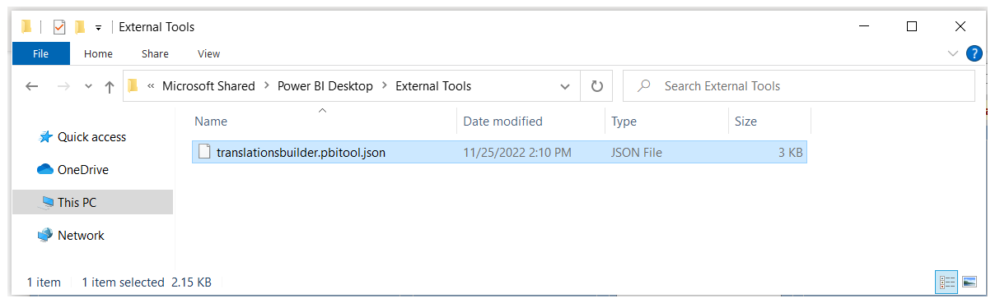 External Tools
File Home Share View ?
« Microsoft Shared > Power BI Desktop > External Tools Search External Tools
Name Date modified Type Size
Quick access
translationsbuilder.pbitool.json 11/25/2022 2:10 PM JSON File 3 KB
OneDrive
This PC
Network
1 item 1 item selected 2.15 KB